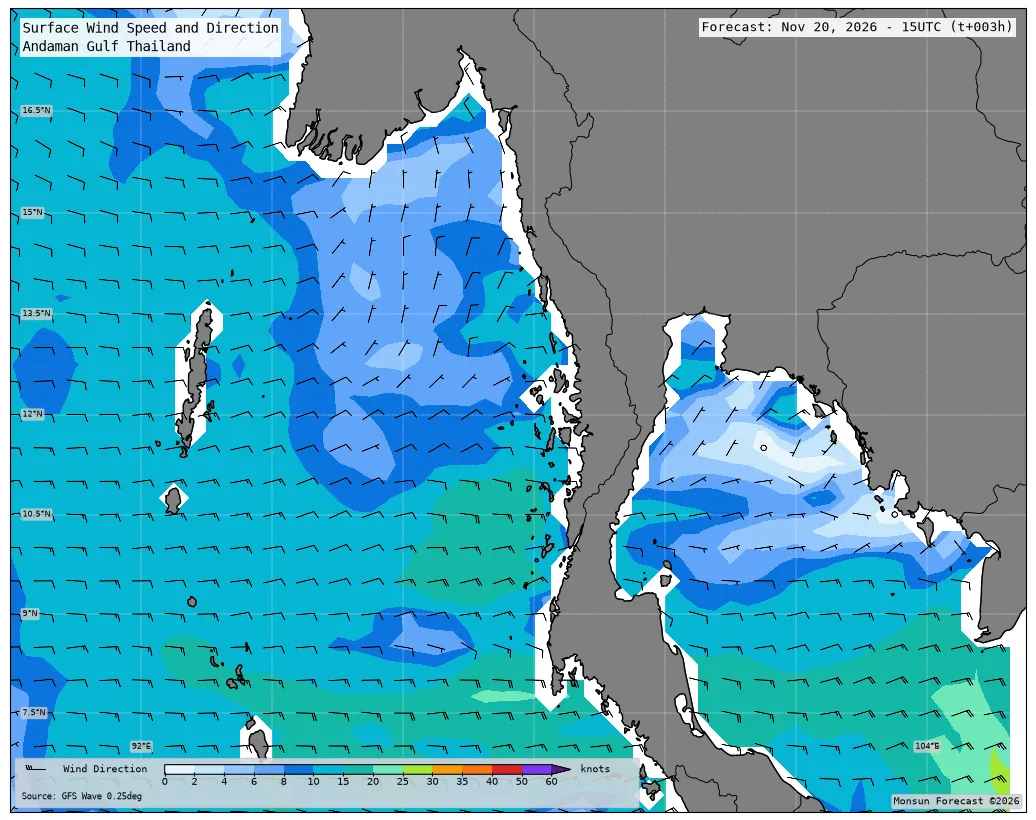 Surface Wind Speed and Direction
Andaman Gulf Thailand
Forecast: Nov 20, 2026 - 15UTC (t+003h)
16.5°N
15°N
13.5°N
12°N
10.5°N
9°N
7.5°N
92°E
104°E
Wind Direction
knots
0 2 4 6 8 10 15 20 25 30 35 40 50 60
Source: GFS Wave 0.25deg
Monsun Forecast ©2026